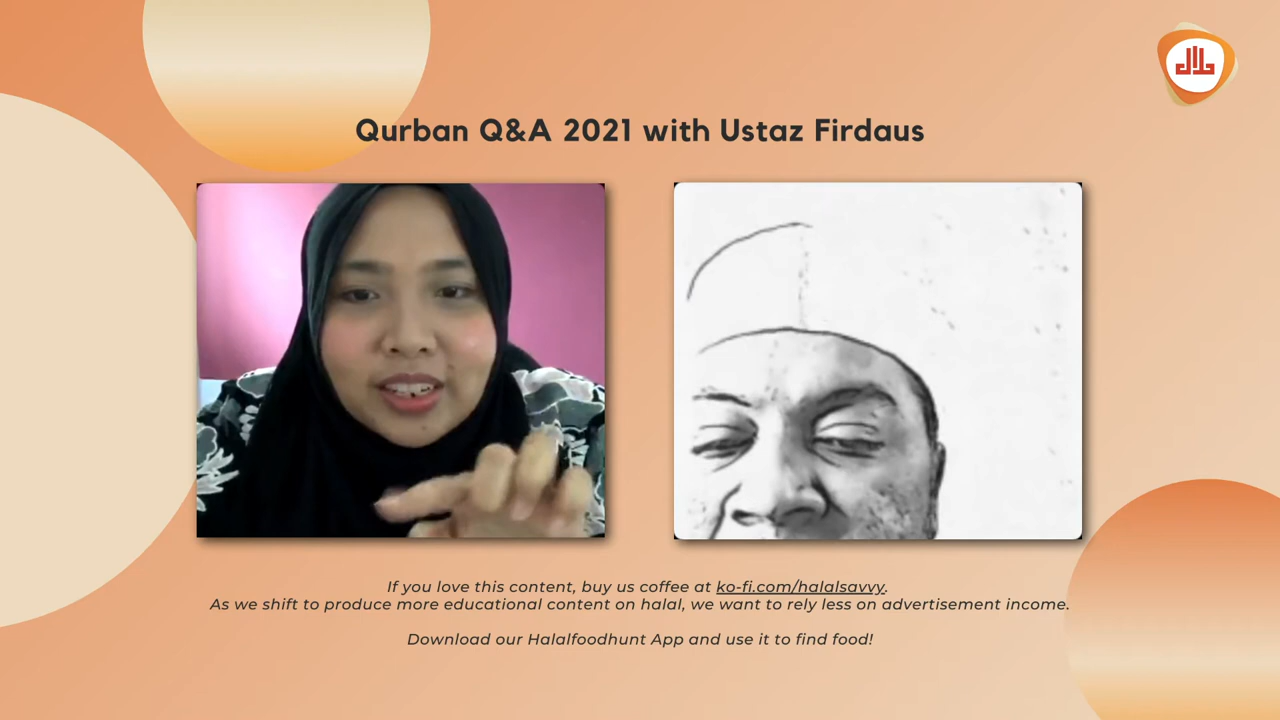 Qurban Q&A 2021 with Ustaz Firdaus
If you love this content, buy us coffee at ko-fi.com/halalsavvy.
As we shift to produce more educational content on halal, we want to rely less on advertisement income.
Download our Halalfoodhunt App and use it to find food!